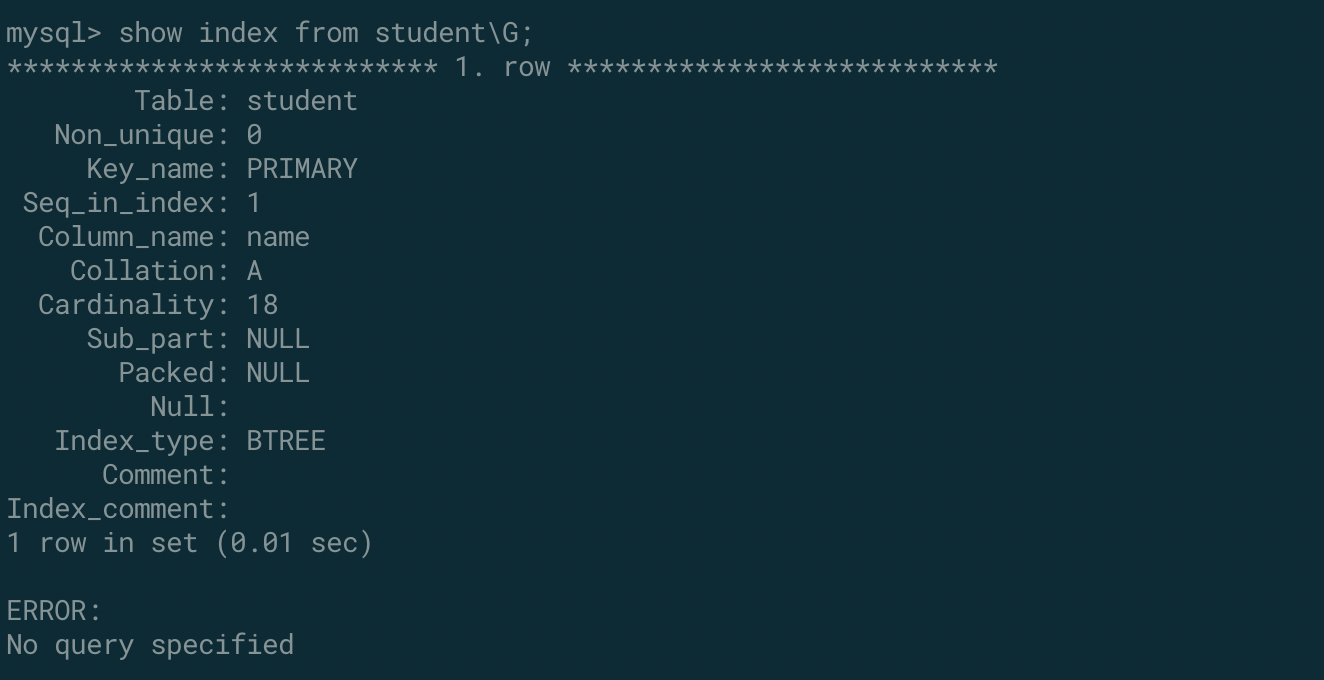 mysql> show index from student\G;
*************************** 1. row ***************************
        Table: student
   Non_unique: 0
     Key_name: PRIMARY
 Seq_in_index: 1
  Column_name: name
    Collation: A
  Cardinality: 18
     Sub_part: NULL
       Packed: NULL
         Null:
   Index_type: BTREE
      Comment:
Index_comment:
1 row in set (0.01 sec)

ERROR:
No query specified